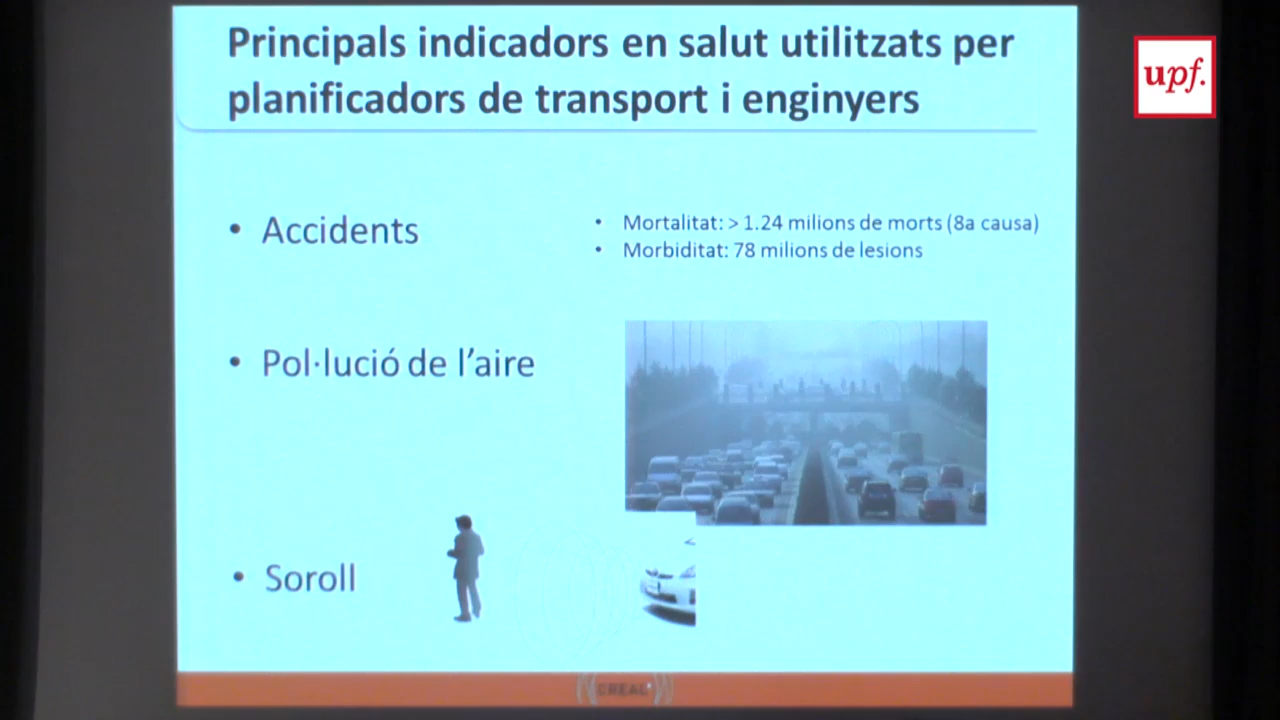 Principals indicadors en salut utilitzats per
planificadors de transport i enginyers
upf.
• Accidents
• Mortalitat: > 1.24 milions de morts (8a causa)
• Morbiditat: 78 milions de lesions
• Pol·lució de l’aire
• Soroll
CREAL